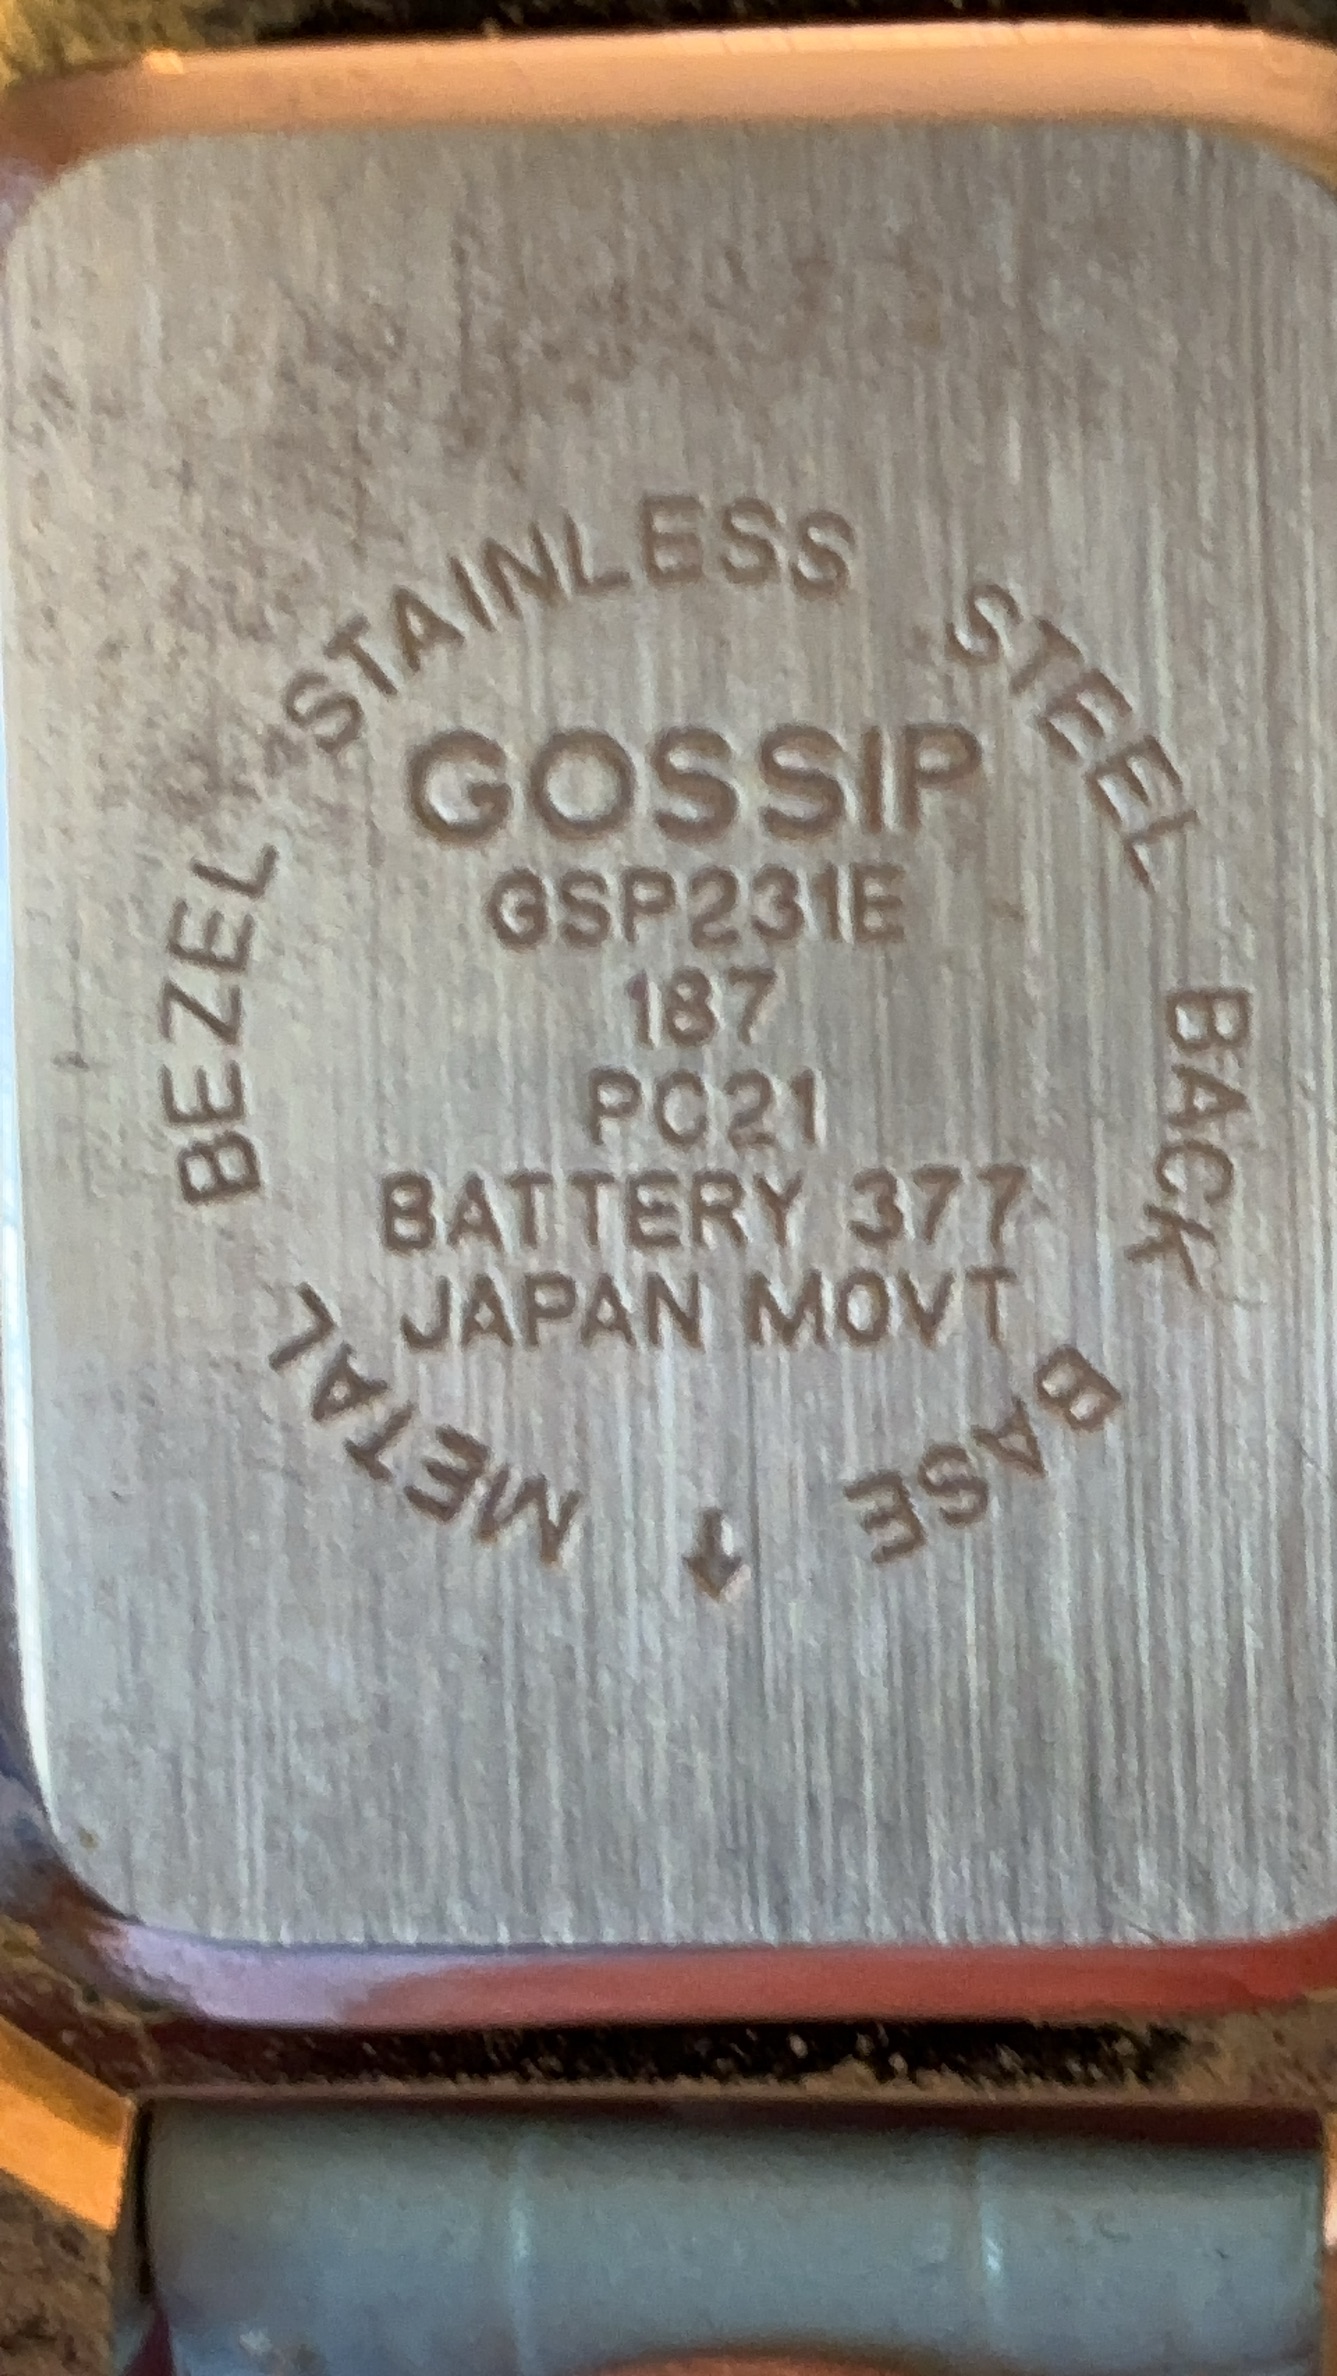 BASE METAL BEZEL STAINLESS STEEL BACK
GOSSIP
GSP231E
187
PC21
BATTERY 377
JAPAN MOVT